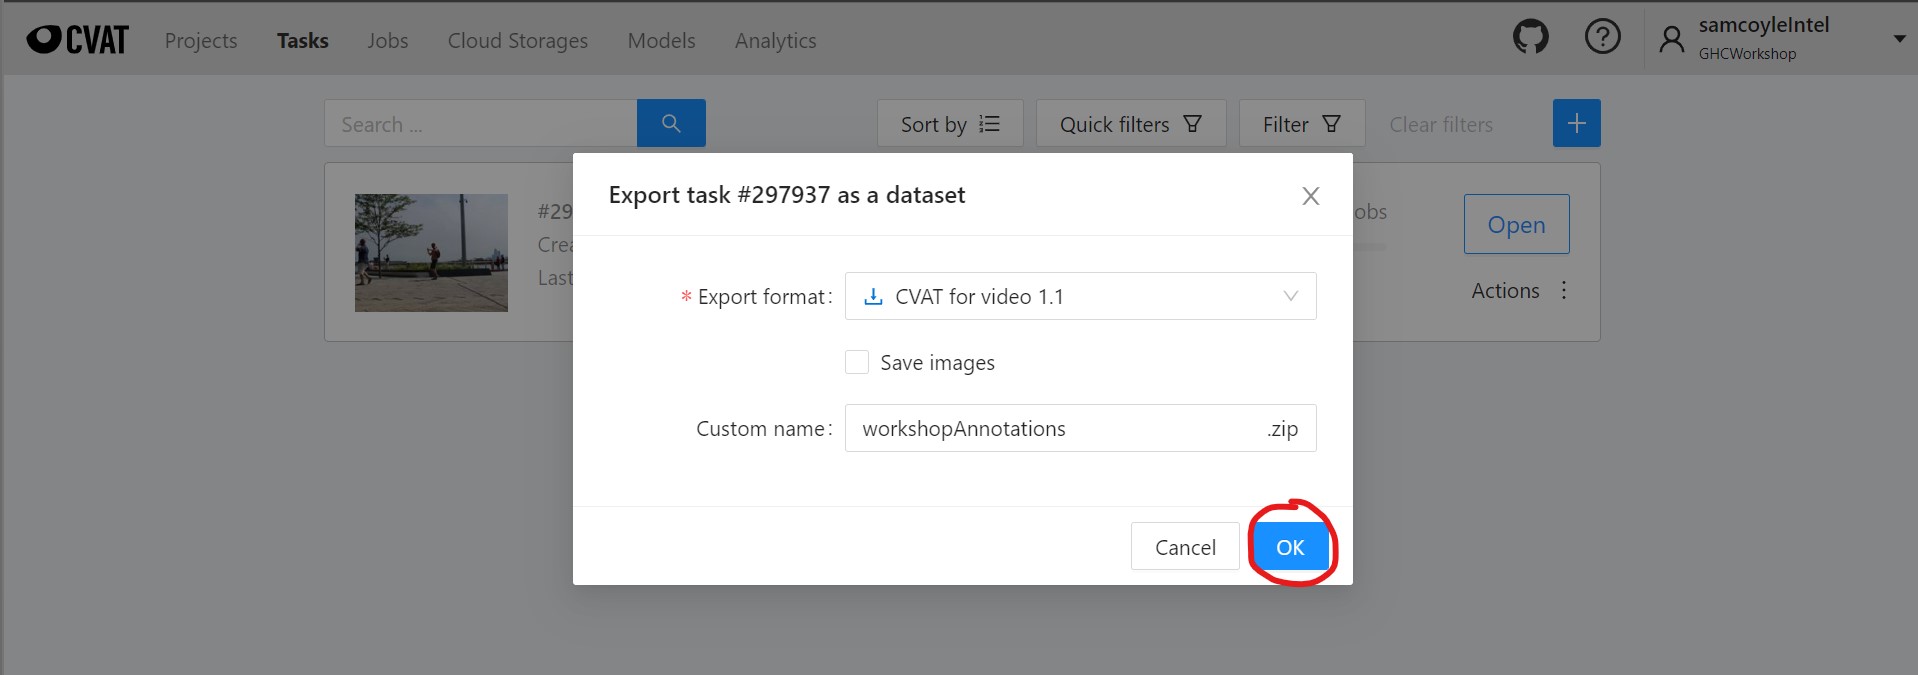 CVAT Projects Tasks Jobs Cloud Storages Models Analytics samcoyleIntel
GHCWorkshop
Search ... Sort by Quick filters Filter Clear filters
Export task #297937 as a dataset
#29 obs Open
Crea
Last Actions
* Export format: CVAT for video 1.1
Save images
Custom name: workshopAnnotations .zip
Cancel OK